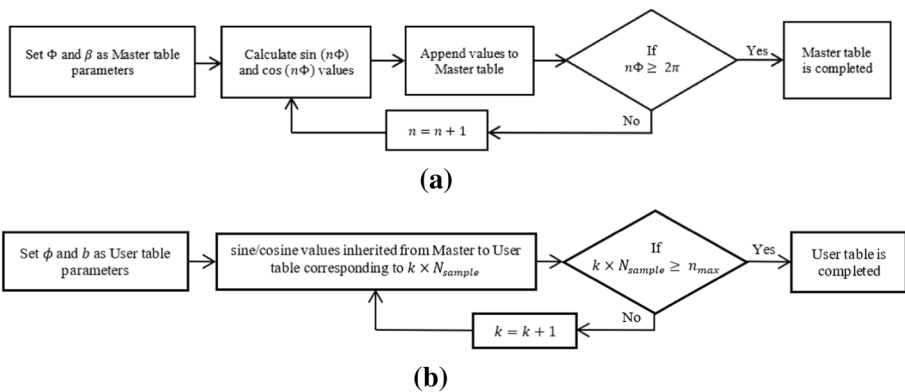 Set Φ and β as Master table
parameters
Calculate sin (nΦ)
and cos (nΦ) values
Append values to
Master table
If
nΦ ≥ 2π
Yes
Master table
is completed
No
n = n + 1
(a)
Set ϕ and b as User table
parameters
sine/cosine values inherited from Master to User
table corresponding to k × N_sample
If
k × N_sample ≥ n_max
Yes
User table is
completed
No
k = k + 1
(b)